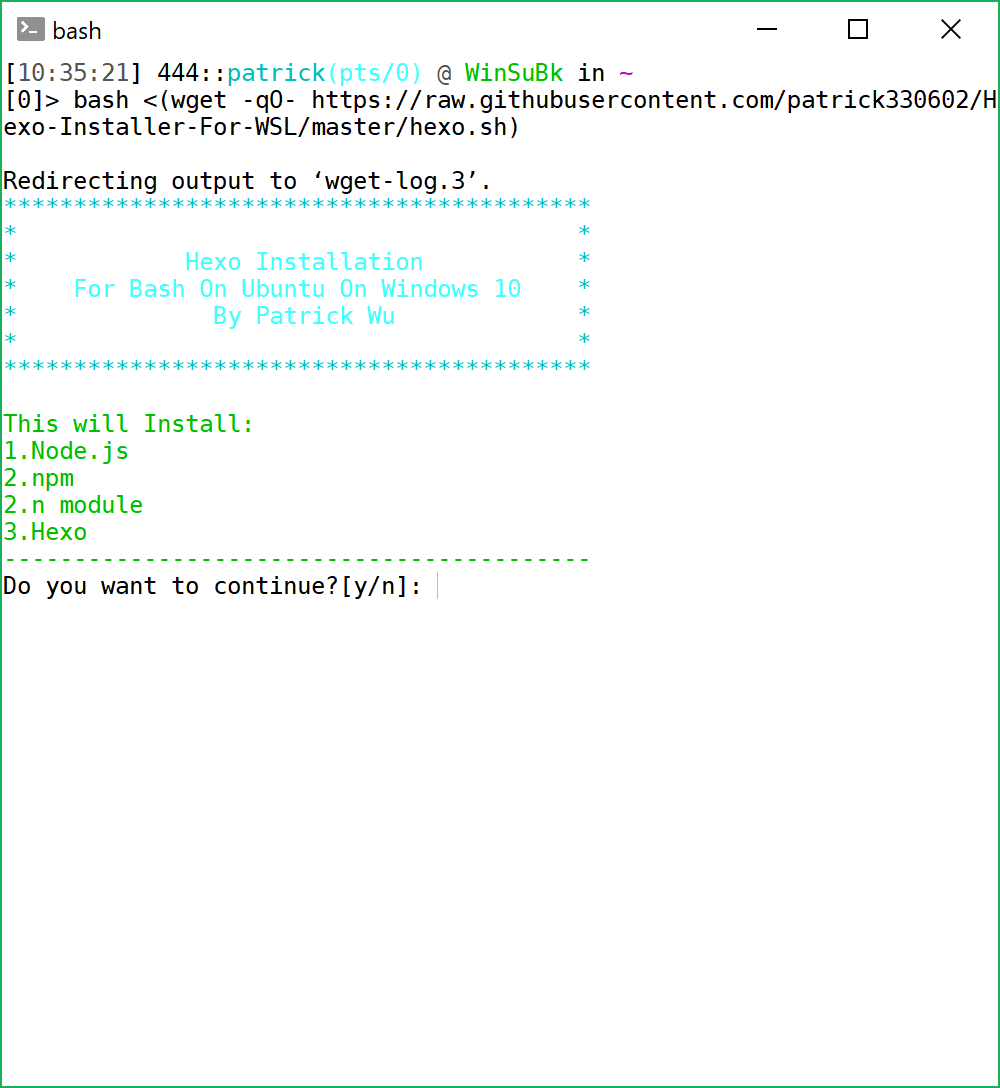 bash
[10:35:21] 444::patrick(pts/0) @ WinSuBk in ~
[0]> bash <(wget -qO- https://raw.githubusercontent.com/patrick330602/H
exo-Installer-For-WSL/master/hexo.sh)
Redirecting output to ‘wget-log.3’.
******************************************
*                                        *
*            Hexo Installation           *
*    For Bash On Ubuntu On Windows 10    *
*              By Patrick Wu             *
*                                        *
******************************************
This will Install:
1.Node.js
2.npm
2.n module
3.Hexo
------------------------------------------
Do you want to continue?[y/n]: